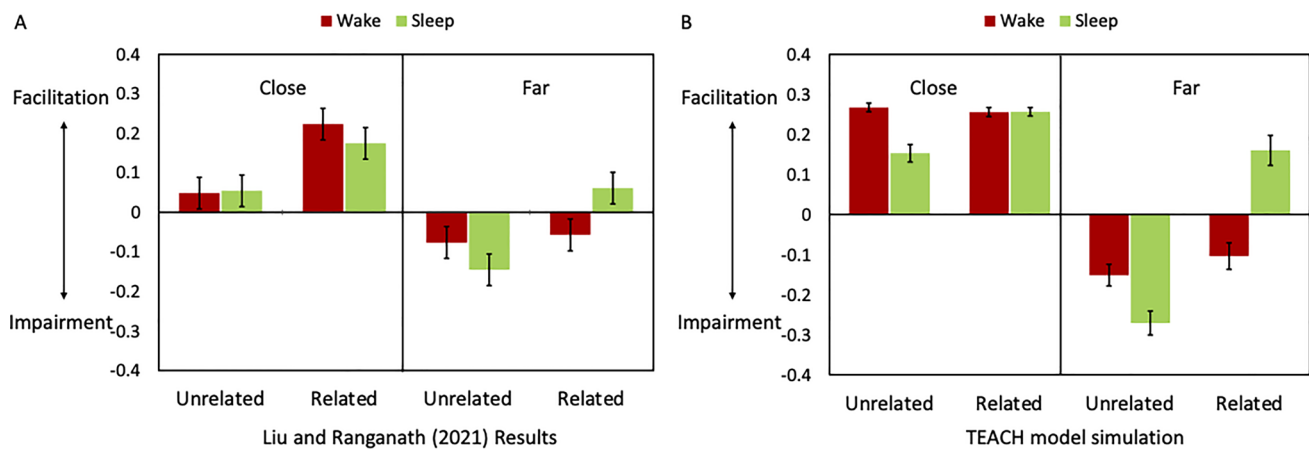 A
Wake Sleep
0.4
0.3
0.2
0.1
0
-0.1
-0.2
-0.3
-0.4
Facilitation
Impairment
Close
Far
Unrelated Related Unrelated Related
Liu and Ranganath (2021) Results
B
Wake Sleep
0.4
0.3
0.2
0.1
0
-0.1
-0.2
-0.3
-0.4
Facilitation
Impairment
Close
Far
Unrelated Related Unrelated Related
TEACH model simulation